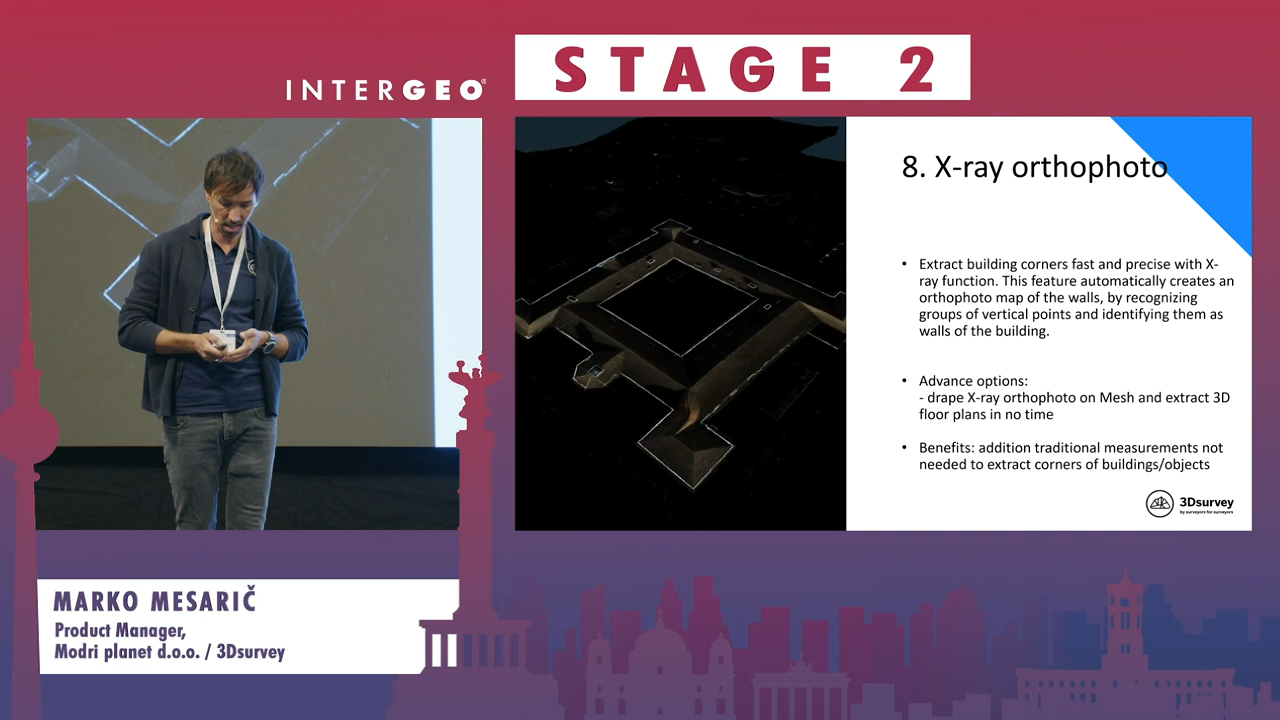 INTERGEO®
STAGE 2
8. X-ray orthophoto
• Extract building corners fast and precise with X-
ray function. This feature automatically creates an
orthophoto map of the walls, by recognizing
groups of vertical points and identifying them as
walls of the building.
• Advance options:
- drape X-ray orthophoto on Mesh and extract 3D
floor plans in no time
• Benefits: addition traditional measurements not
needed to extract corners of buildings/objects
3Dsurvey
by surveyors for surveyors
MARKO MESARIČ
Product Manager,
Modri planet d.o.o. / 3Dsurvey